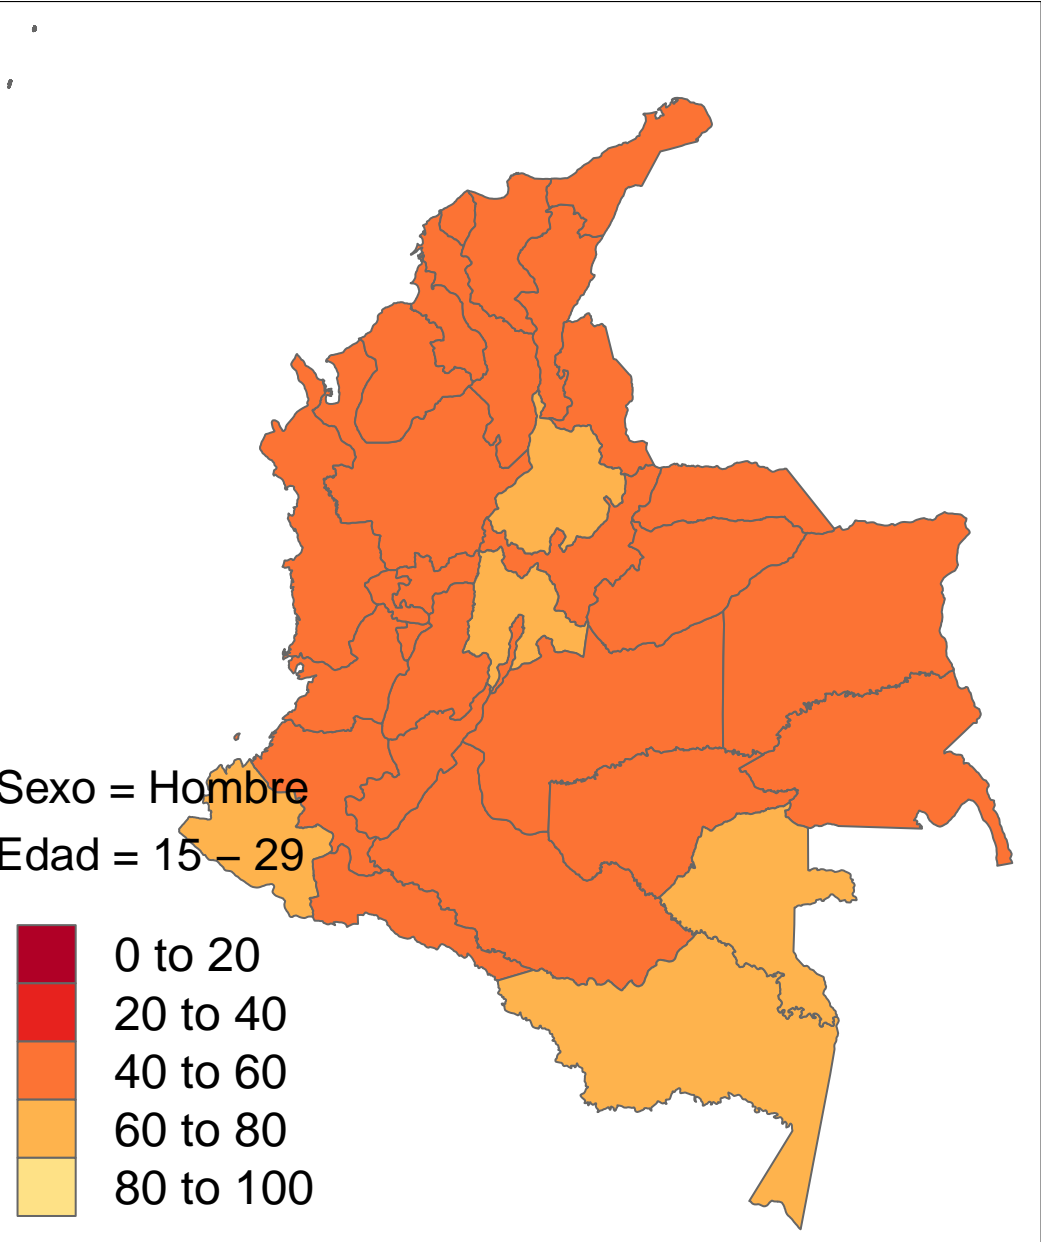 Sexo = Hombre
Edad = 15 – 29
0 to 20
20 to 40
40 to 60
60 to 80
80 to 100